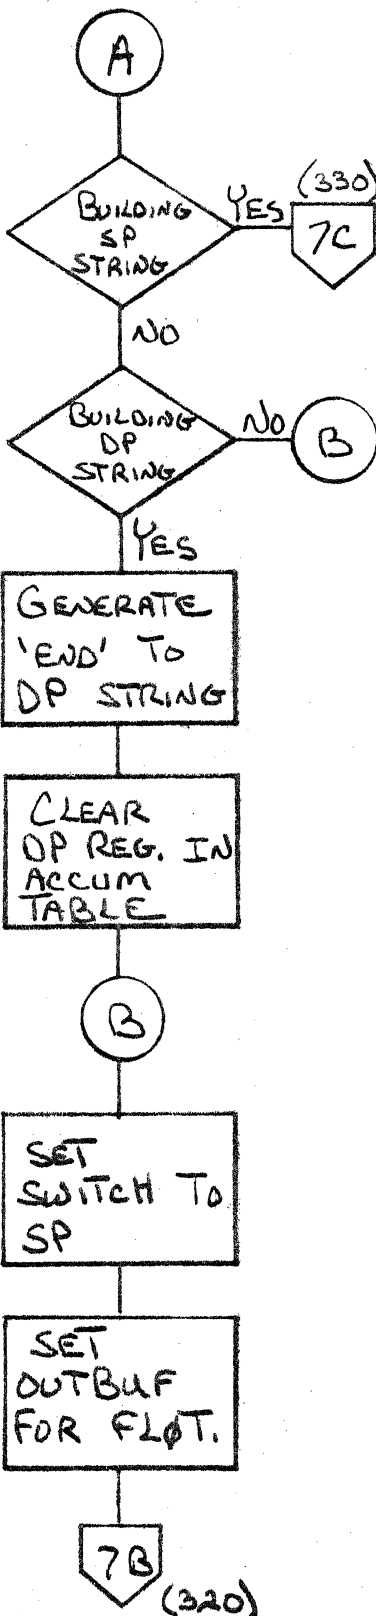 A
BUILDING
SP
STRING
YES
(330)
7C
NO
BUILDING
DP
STRING
NO
B
YES
GENERATE
'END' TO
DP STRING
CLEAR
DP REG. IN
ACCUM
TABLE
B
SET
SWITCH TO
SP
SET
OUTBUF
FOR FLØT.
7B
(320)